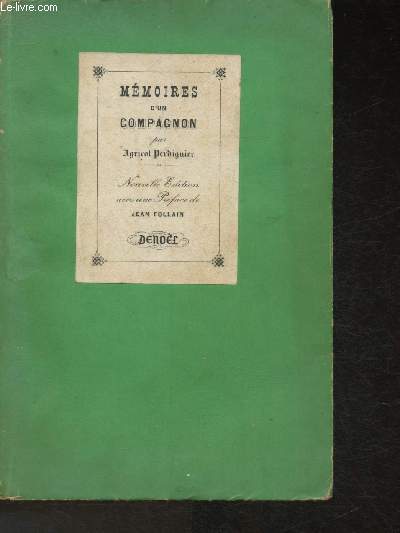 Le-livre.com
MÉMOIRES
D'UN
COMPAGNON
par
Agricol Perdiguier
Nouvelle Édition
avec une Préface de
JEAN FOLLAIN
DENOËL